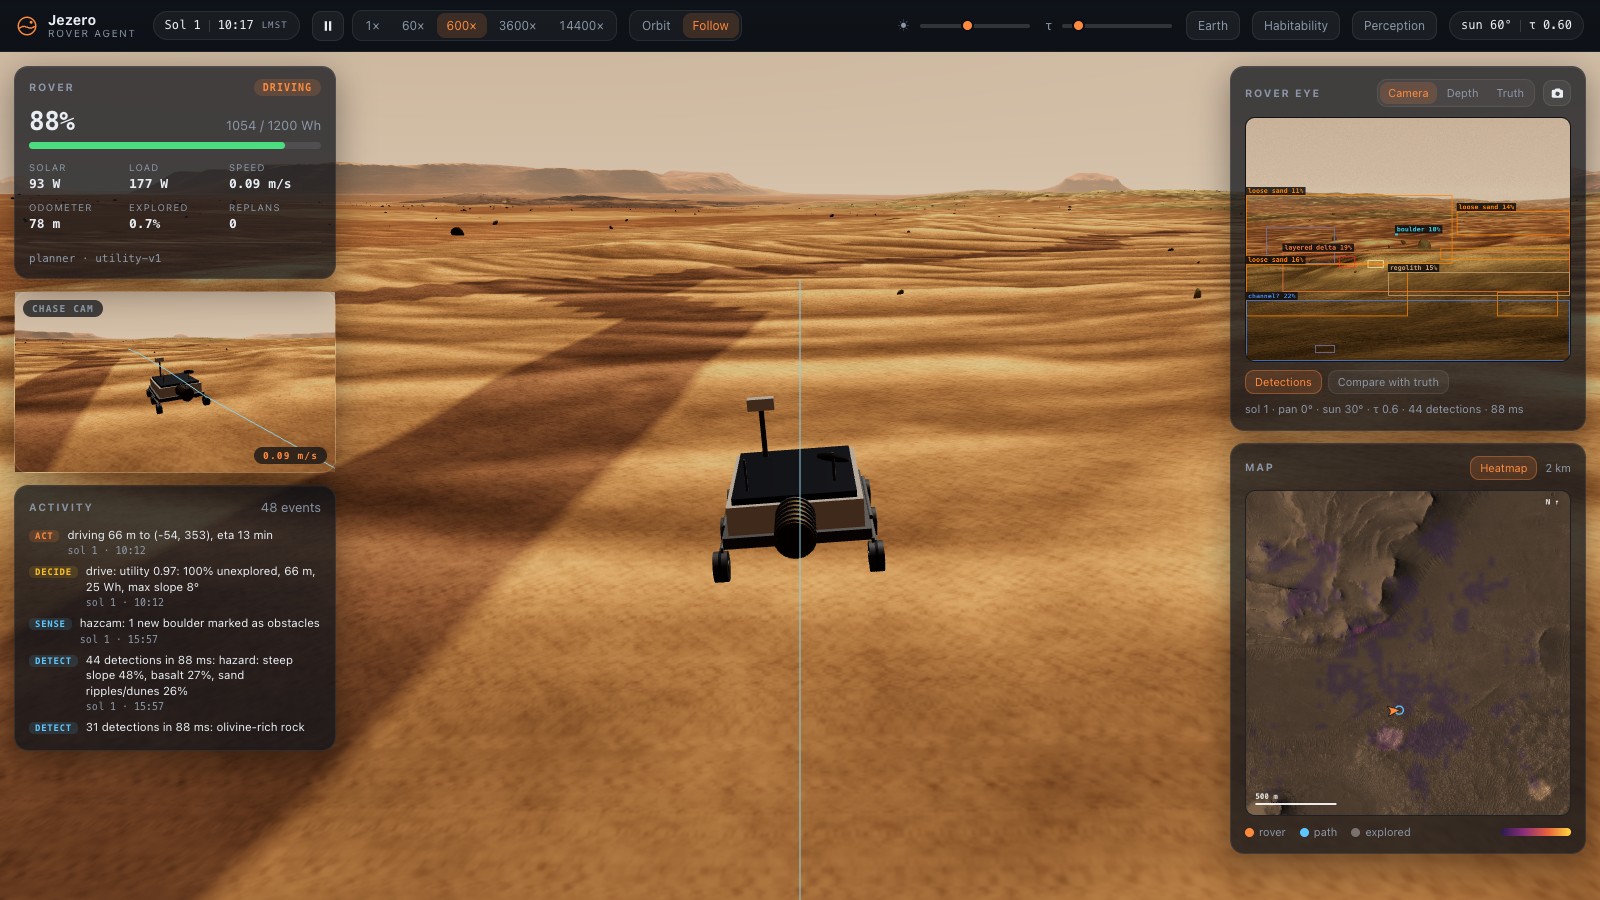 Jezero
ROVER AGENT
Sol 1 | 10:17 LMST
1× 60× 600× 3600× 14400×
Orbit Follow
τ
Earth Habitability Perception
sun 60° | τ 0.60
ROVER DRIVING
88% 1054 / 1200 Wh
SOLAR LOAD SPEED
93 W 177 W 0.09 m/s
ODOMETER EXPLORED REPLANS
78 m 0.7% 0
planner · utility-v1
CHASE CAM
0.09 m/s
ACTIVITY 48 events
ACT driving 66 m to (-54, 353), eta 13 min
sol 1 · 10:12
DECIDE drive: utility 0.97: 100% unexplored, 66 m,
25 Wh, max slope 8°
sol 1 · 10:12
SENSE hazcam: 1 new boulder marked as obstacles
sol 1 · 15:57
DETECT 44 detections in 88 ms: hazard: steep
slope 48%, basalt 27%, sand
ripples/dunes 26%
sol 1 · 15:57
DETECT 31 detections in 88 ms: olivine-rich rock
ROVER EYE Camera Depth Truth
loose sand 11%
loose sand 14%
boulder 10%
layered delta 19%
loose sand 16%
regolith 15%
channel? 22%
Detections Compare with truth
sol 1 · pan 0° · sun 30° · τ 0.6 · 44 detections · 88 ms
MAP Heatmap 2 km
N ↑
500 m
rover path explored